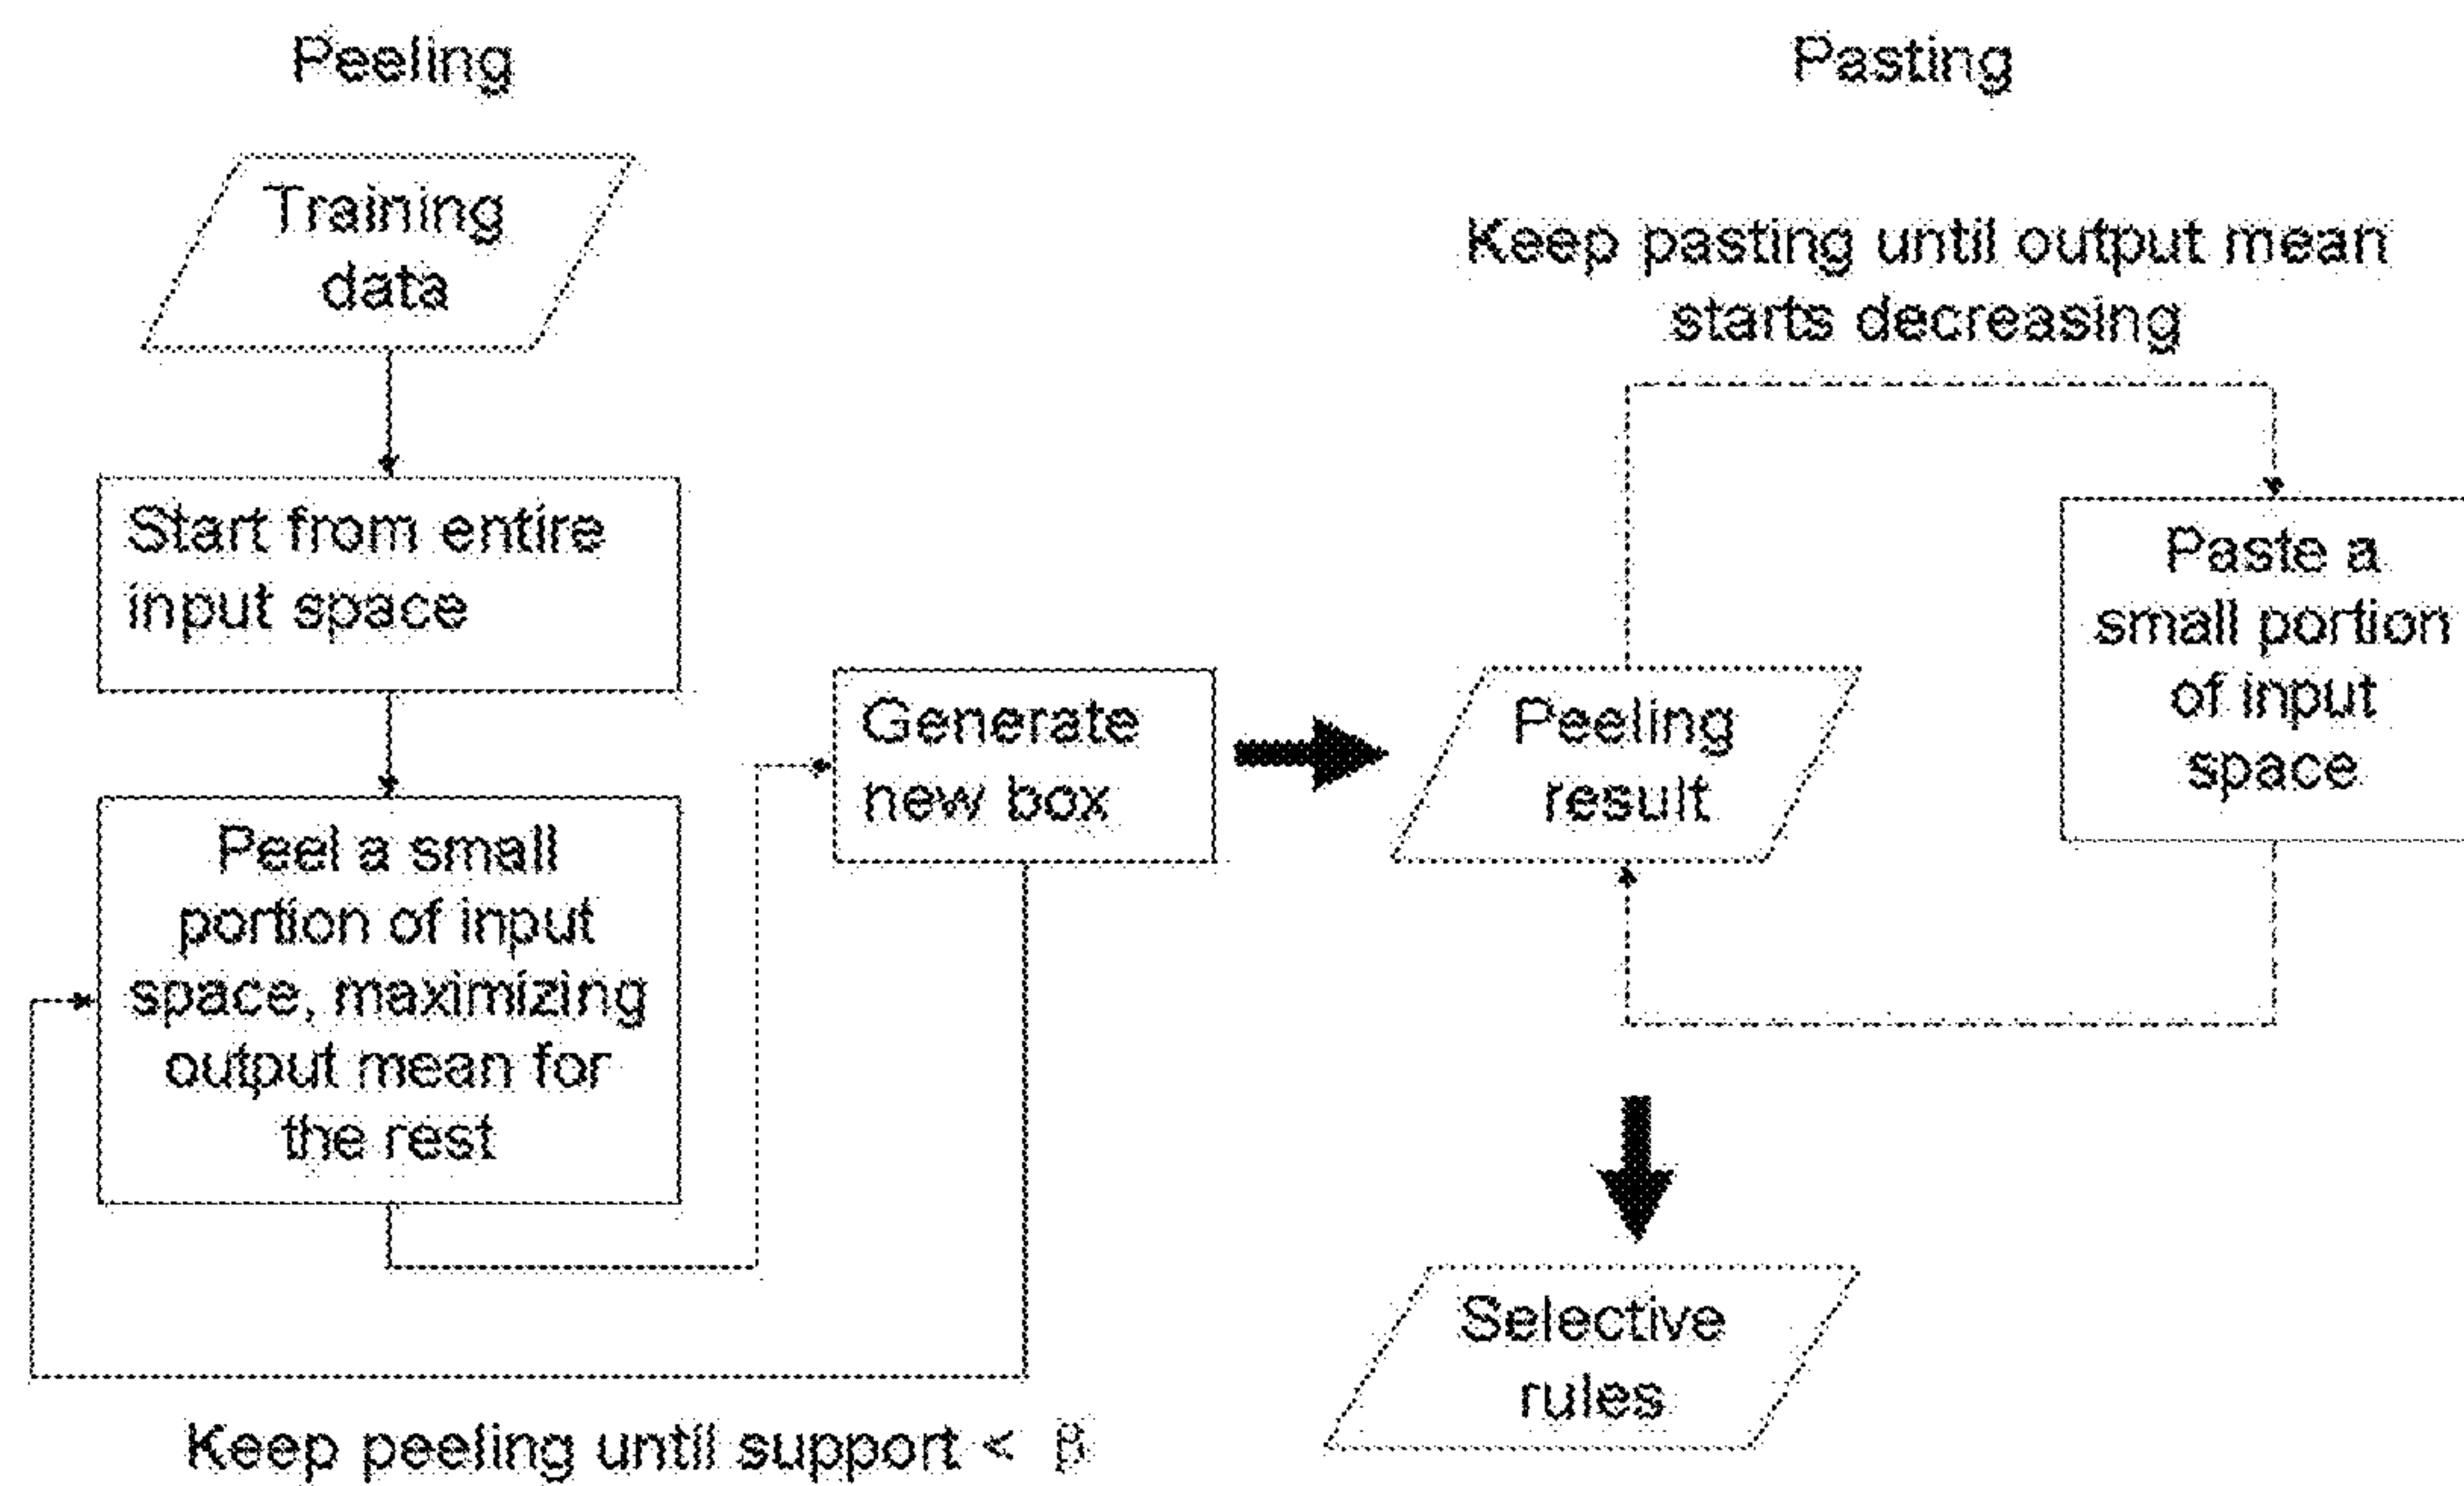 Peeling
Training
data
Start from entire
input space
Peel a small
portion of input
space, maximizing
output mean for
the rest
Generate
new box
Keep peeling until support < β
Pasting
Keep pasting until output mean
starts decreasing
Peeling
result
Paste a
small portion
of input
space
Selective
rules